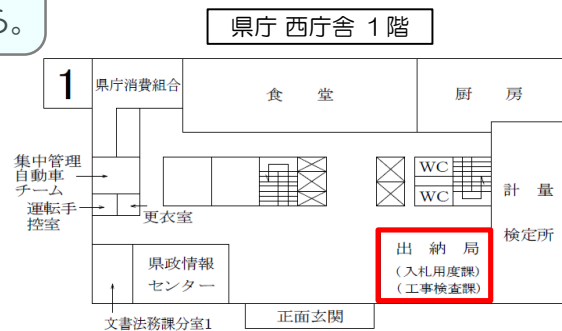 る。
県庁 西庁舎 1階
1
県庁消費組合
食 堂
厨 房
集中管理
自動車
チーム
運転手
控室
更衣室
WC
WC
計 量
検定所
出 納 局
(入札用度課)
(工事検査課)
県政情報
センター
正面玄関
文書法務課分室1